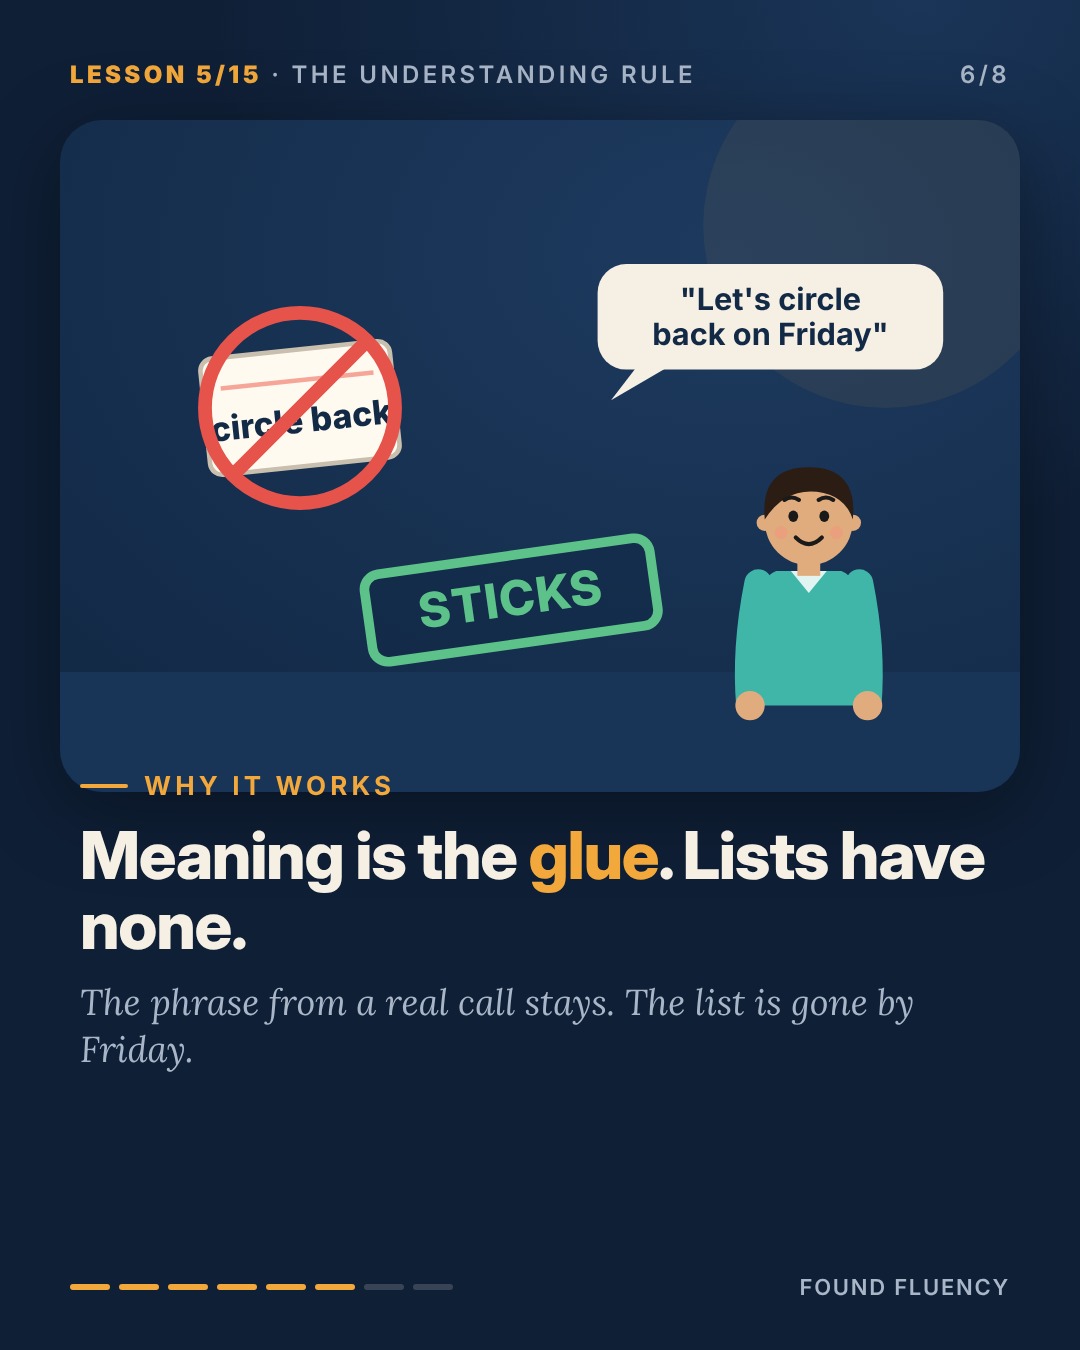 LESSON 5/15 · THE UNDERSTANDING RULE
6/8
"Let's circle
back on Friday"
circle back
STICKS
WHY IT WORKS
Meaning is the glue. Lists have
none.
The phrase from a real call stays. The list is gone by
Friday.
FOUND FLUENCY